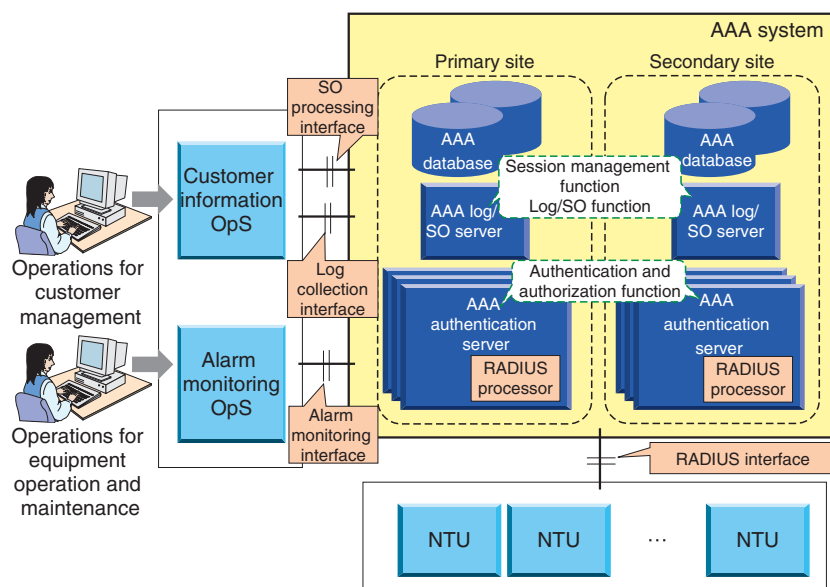 AAA system
Primary site
Secondary site
SO
processing
interface
AAA
database
AAA
database
Session management
function
Log/SO function
Customer
information
OpS
AAA log/
SO server
AAA log/
SO server
Operations for
customer
management
Log
collection
interface
Authentication and
authorization function
AAA
authentication
server
AAA
authentication
server
Alarm
monitoring
OpS
RADIUS
processor
RADIUS
processor
Operations for
equipment
operation and
maintenance
Alarm
monitoring
interface
RADIUS interface
NTU
NTU
...
NTU